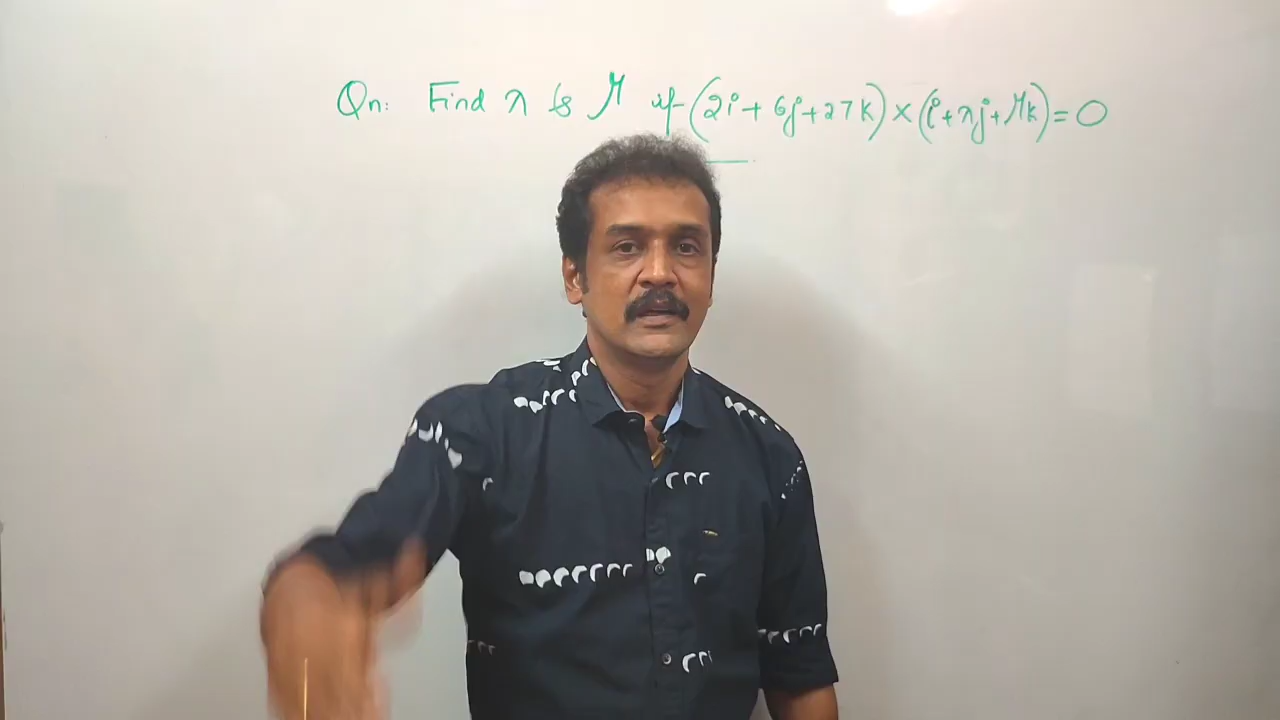 Qn: Find λ & μ if (2i + 6j + 27k) × (i + λj + μk) = 0